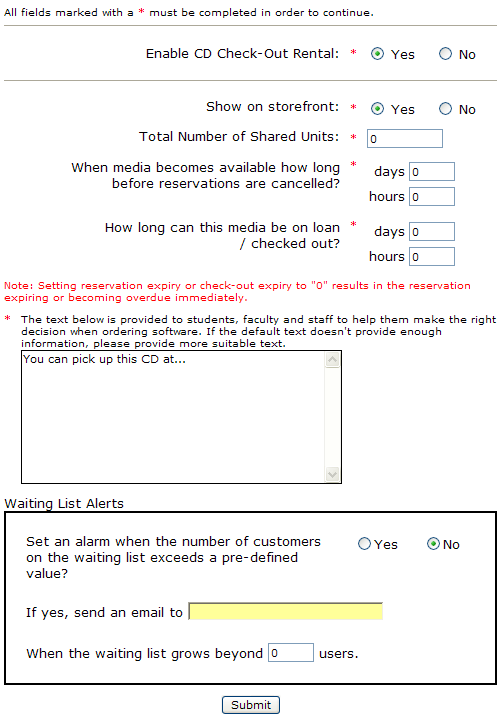 All fields marked with a * must be completed in order to continue.
Enable CD Check-Out Rental: * Yes No
Show on storefront: * Yes No
Total Number of Shared Units: * 0
When media becomes available how long * days 0
before reservations are cancelled?
hours 0
How long can this media be on loan * days 0
/ checked out?
hours 0
Note: Setting reservation expiry or check-out expiry to "0" results in the reservation
expiring or becoming overdue immediately.
* The text below is provided to students, faculty and staff to help them make the right
decision when ordering software. If the default text doesn't provide enough
information, please provide more suitable text.
You can pick up this CD at...
Waiting List Alerts
Set an alarm when the number of customers Yes No
on the waiting list exceeds a pre-defined
value?
If yes, send an email to
When the waiting list grows beyond 0 users.
Submit